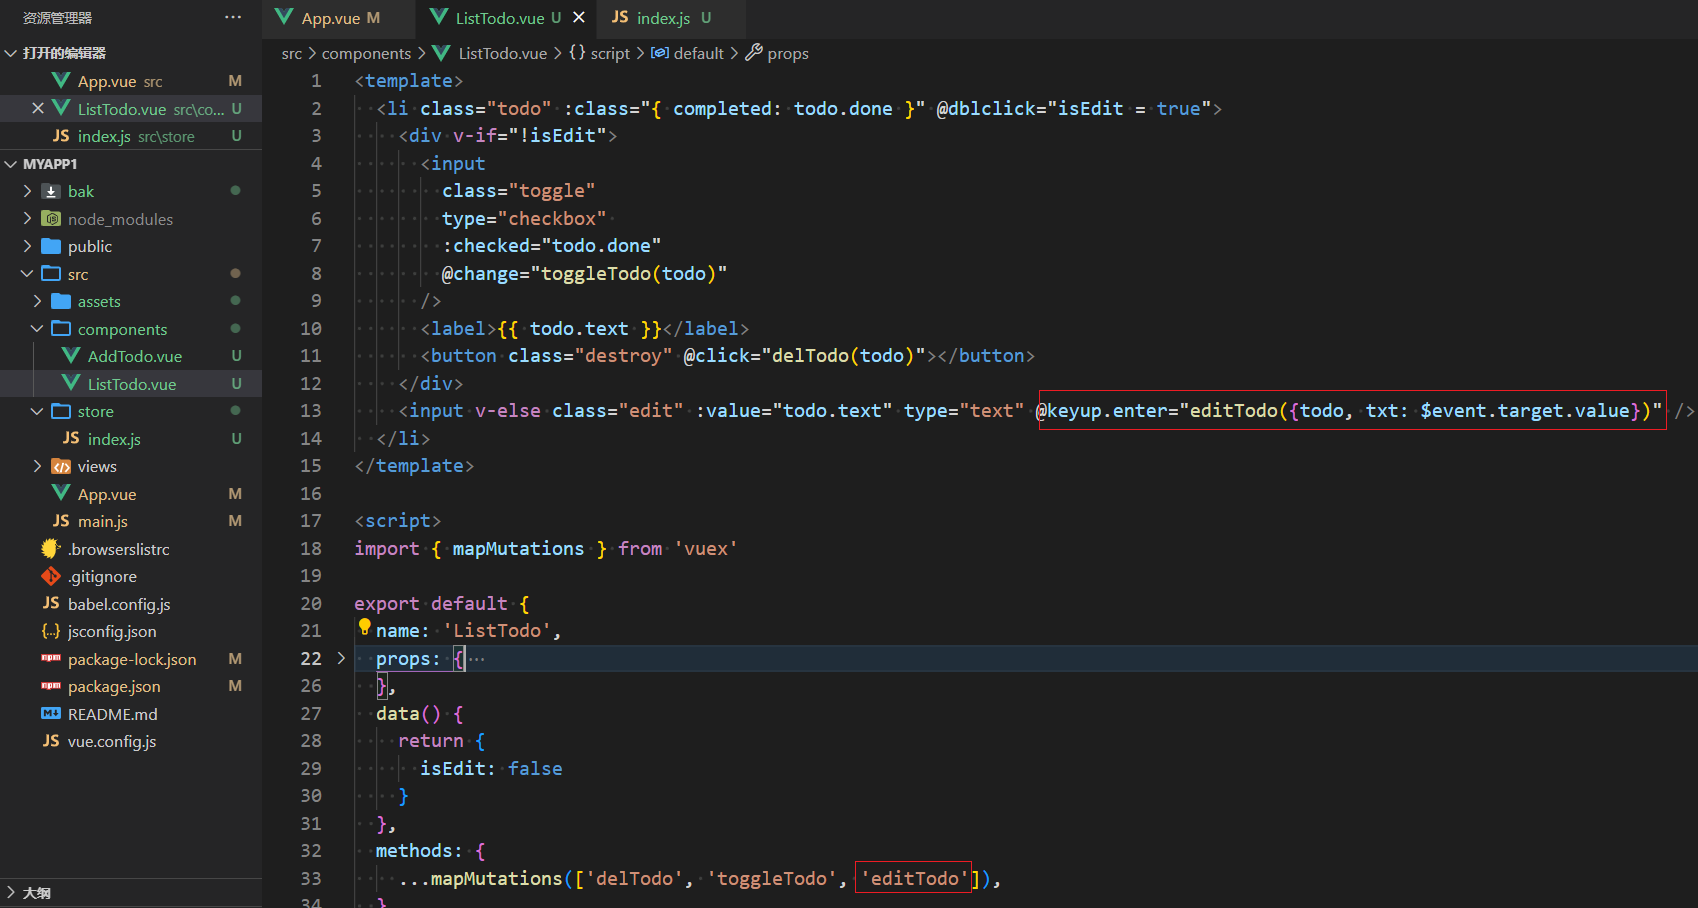 资源管理器 ···
打开的编辑器
App.vue src M
ListTodo.vue src\co... U
JS index.js src\store U
MYAPP1
bak
node_modules
public
src
assets
components
AddTodo.vue U
ListTodo.vue U
store
JS index.js U
views
App.vue M
JS main.js M
.browserslistrc
.gitignore
JS babel.config.js
{..} jsconfig.json
npm package-lock.json M
npm package.json M
M README.md
JS vue.config.js
大纲
App.vue M ListTodo.vue U JS index.js U
src > components > ListTodo.vue > {} script > default > props
1 <template>
2 <li class="todo" :class="{ completed: todo.done }" @dblclick="isEdit = true">
3 <div v-if="!isEdit">
4 <input
5 class="toggle"
6 type="checkbox"
7 :checked="todo.done"
8 @change="toggleTodo(todo)"
9 />
10 <label>{{ todo.text }}</label>
11 <button class="destroy" @click="delTodo(todo)"></button>
12 </div>
13 <input v-else class="edit" :value="todo.text" type="text" @keyup.enter="editTodo({todo, txt: $event.target.value})" />
14 </li>
15 </template>
16
17 <script>
18 import { mapMutations } from 'vuex'
19
20 export default {
21 name: 'ListTodo',
22 props: {···
26 },
27 data() {
28 return {
29 isEdit: false
30 }
31 },
32 methods: {
33 ...mapMutations(['delTodo', 'toggleTodo', 'editTodo']),
34 }